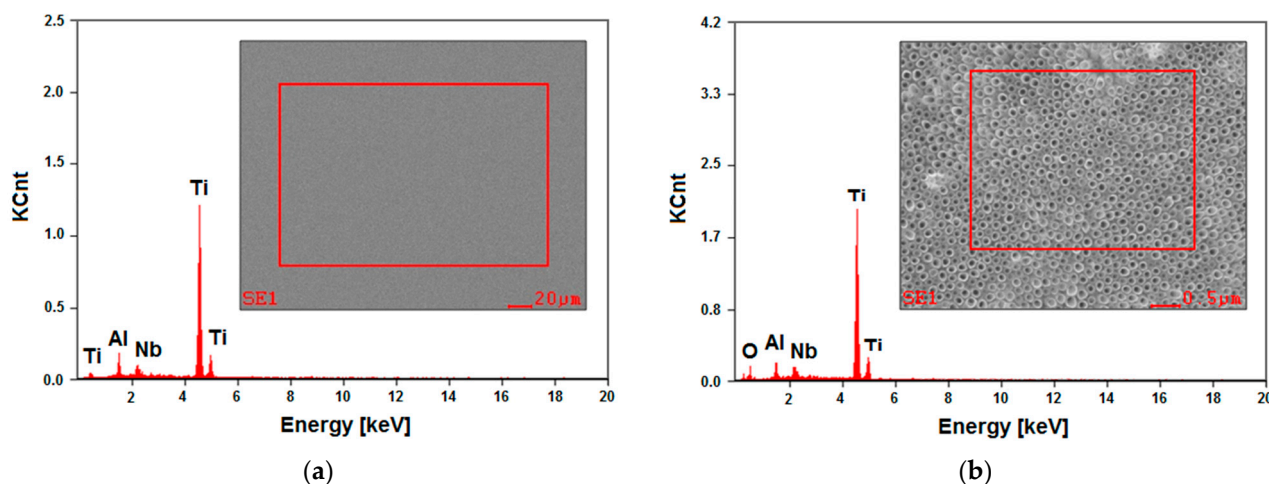 2.5
2.0
1.5
1.0
0.5
0.0
KCnt
Ti
Al
Nb
Ti
Ti
SE1
20µm
2 4 6 8 10 12 14 16 18 20
Energy [keV]
(a)
4.2
3.3
2.5
1.7
0.8
0.0
KCnt
O
Al
Nb
Ti
Ti
SE1
0.5µm
2 4 6 8 10 12 14 16 18 20
Energy [keV]
(b)